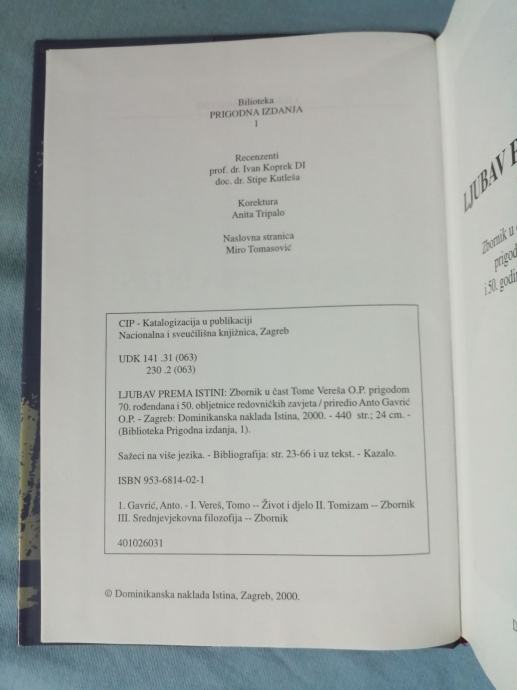 Bilioteka
PRIGODNA IZDANJA
1
Recenzenti
prof. dr. Ivan Koprek DI
doc. dr. Stipe Kutleša
Korektura
Anita Tripalo
Naslovna stranica
Miro Tomasović
CIP - Katalogizacija u publikaciji
Nacionalna i sveučilišna knjižnica, Zagreb
UDK 141 .31 (063)
230 .2 (063)
LJUBAV PREMA ISTINI: Zbornik u čast Tome Vereša O.P. prigodom
70. rođendana i 50. obljetnice redovničkih zavjeta / priredio Anto Gavrić
O.P. - Zagreb: Dominikanska naklada Istina, 2000. - 440 str.; 24 cm. -
(Biblioteka Prigodna izdanja, 1).
Sažeci na više jezika. - Bibliografija: str. 23-66 i uz tekst. - Kazalo.
ISBN 953-6814-02-1
1. Gavrić, Anto. - I. Vereš, Tomo -- Život i djelo II. Tomizam -- Zbornik
III. Srednjevjekovna filozofija -- Zbornik
401026031
© Dominikanska naklada Istina, Zagreb, 2000.
LJUBAV
Zbornik u
i 50.